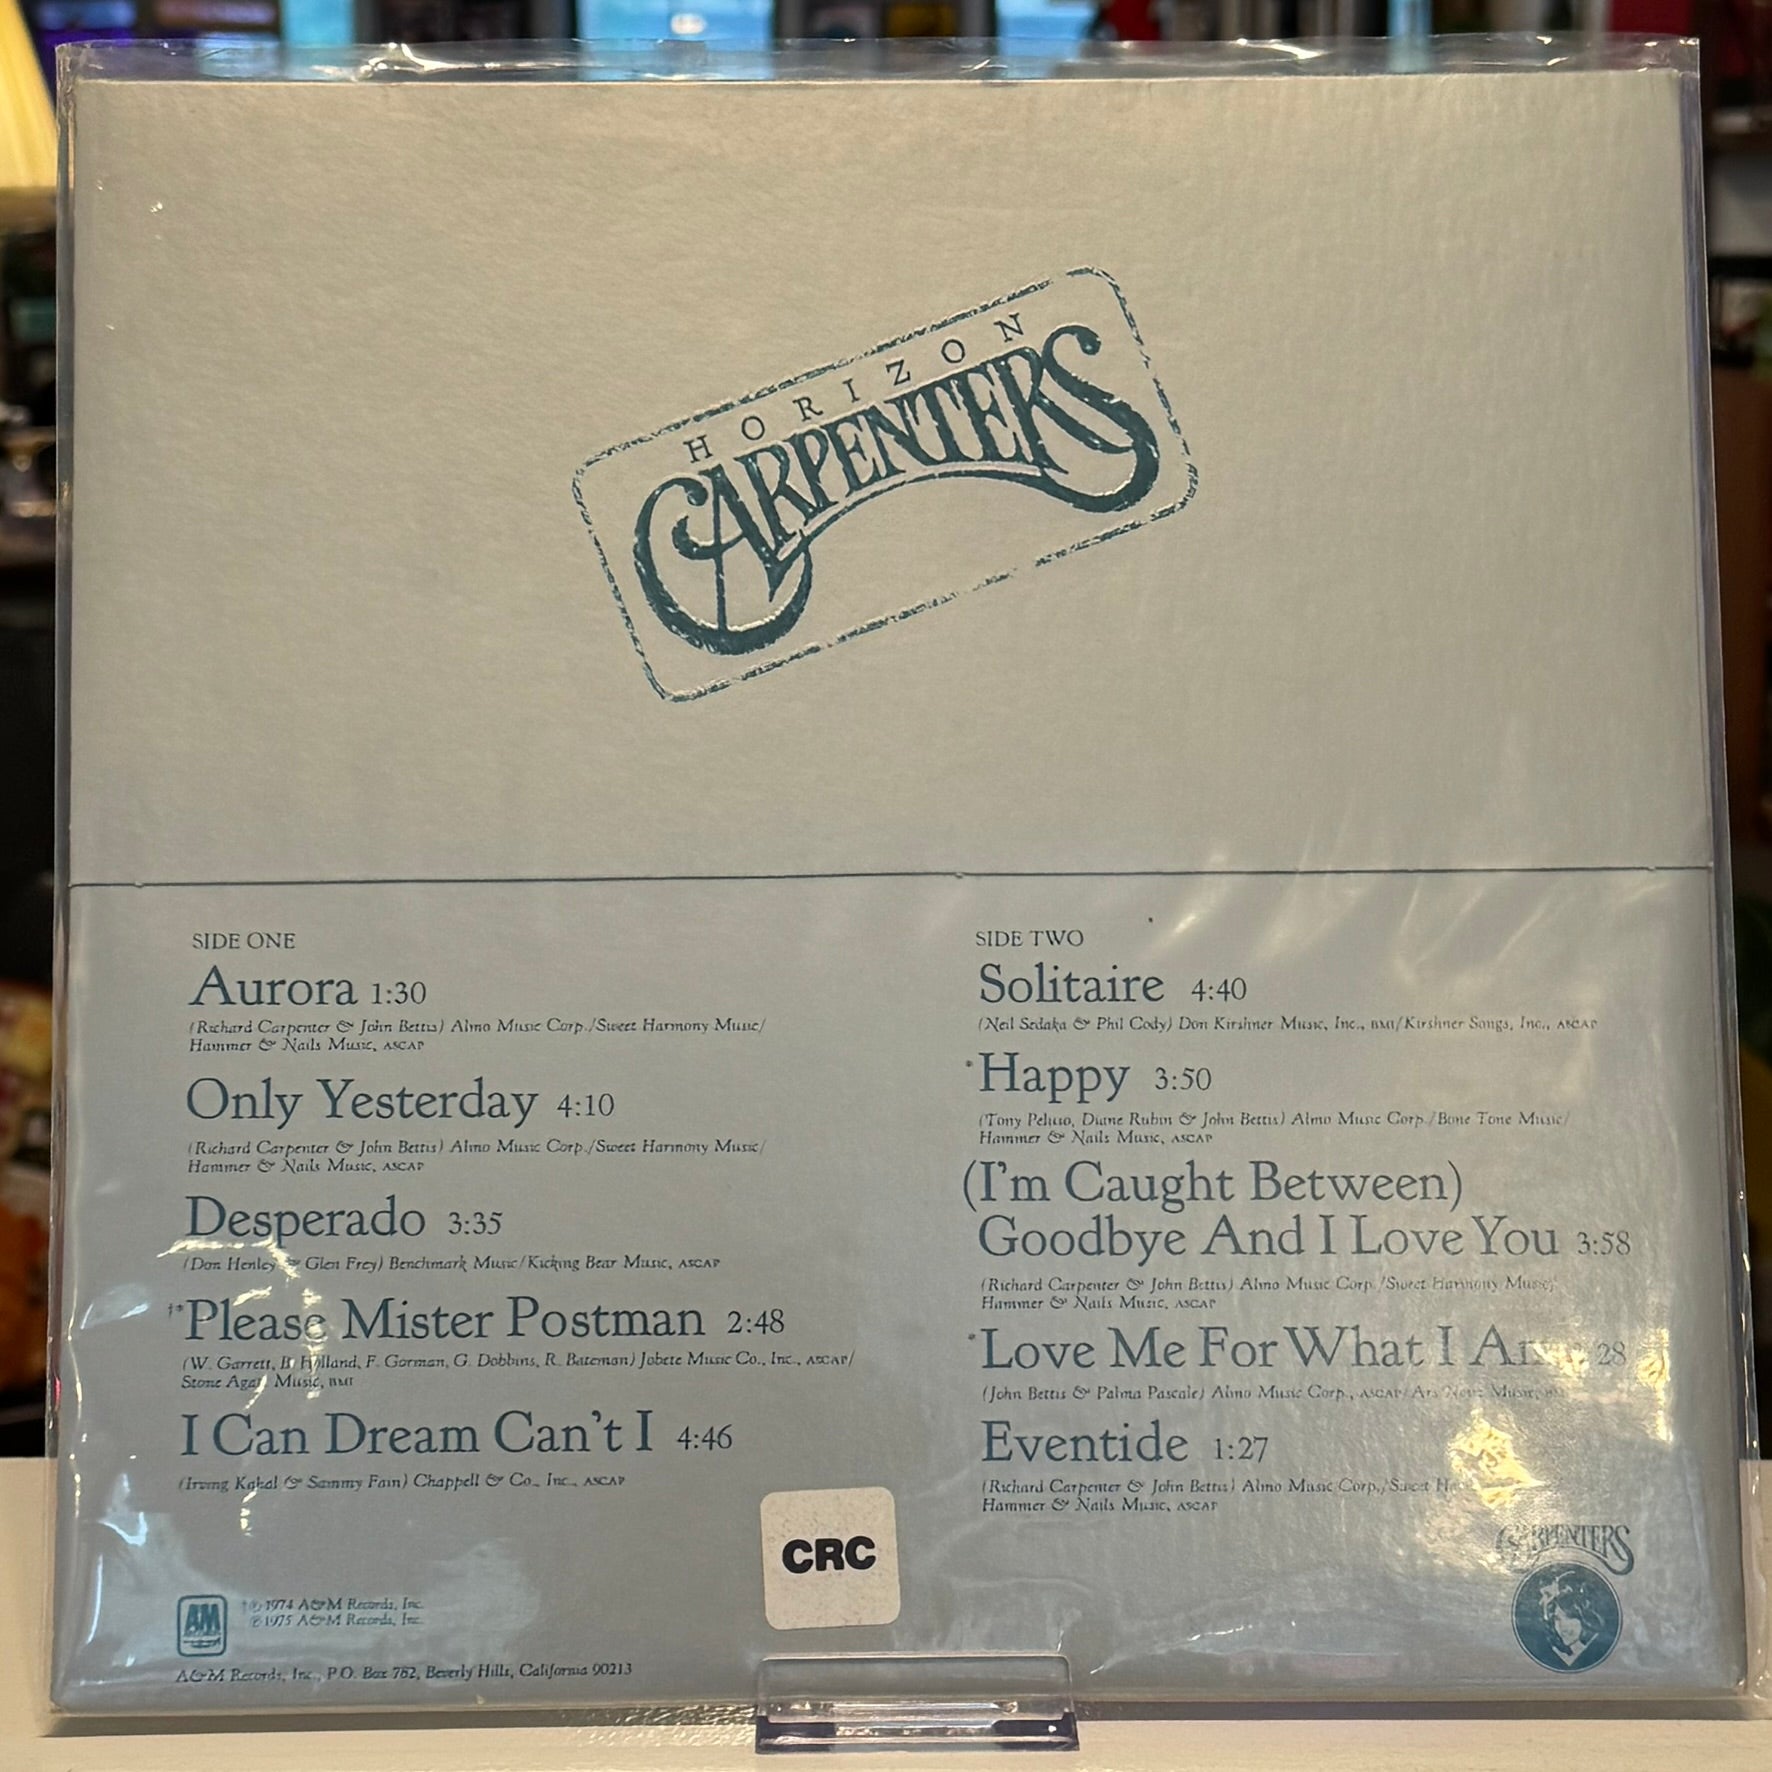 HORIZON
CARPENTERS
SIDE ONE
Aurora 1:30
(Richard Carpenter & John Bettis) Almo Music Corp./Sweet Harmony Music/
Hammer & Nails Music, ASCAP
Only Yesterday 4:10
(Richard Carpenter & John Bettis) Almo Music Corp./Sweet Harmony Music/
Hammer & Nails Music, ASCAP
Desperado 3:35
(Don Henley & Glen Frey) Benchmark Music/Kicking Bear Music, ASCAP
†*Please Mister Postman 2:48
(W. Garrett, B. Holland, F. Gorman, G. Dobbins, R. Bateman) Jobete Music Co., Inc., ASCAP/
Stone Agate Music, BMI
I Can Dream Can't I 4:46
(Irving Kahal & Sammy Fain) Chappell & Co., Inc., ASCAP
SIDE TWO
Solitaire 4:40
(Neil Sedaka & Phil Cody) Don Kirshner Music, Inc., BMI/Kirshner Songs, Inc., ASCAP
*Happy 3:50
(Tony Peluso, Diane Rubin & John Bettis) Almo Music Corp./Bone Tone Music/
Hammer & Nails Music, ASCAP
(I'm Caught Between)
Goodbye And I Love You 3:58
(Richard Carpenter & John Bettis) Almo Music Corp./Sweet Harmony Music/
Hammer & Nails Music, ASCAP
*Love Me For What I Am 28
(John Bettis & Palma Pascale) Almo Music Corp., ASCAP/Ars Nova Music,
Eventide 1:27
(Richard Carpenter & John Bettis) Almo Music Corp./Sweet
Hammer & Nails Music, ASCAP
CRC
CARPENTERS
AM
†℗ 1974 A&M Records, Inc.
℗ 1975 A&M Records, Inc.
A&M Records, Inc., P.O. Box 782, Beverly Hills, California 90213